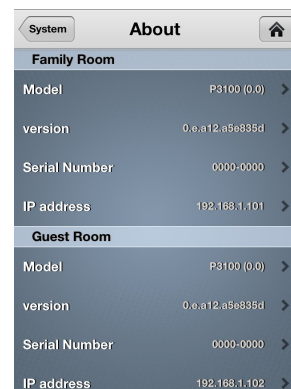 System About
Family Room
Model P3100 (0.0)
version 0.e.a12.a5e835d
Serial Number 0000-0000
IP address 192.168.1.101
Guest Room
Model P3100 (0.0)
version 0.e.a12.a5e835d
Serial Number 0000-0000
IP address 192.168.1.102